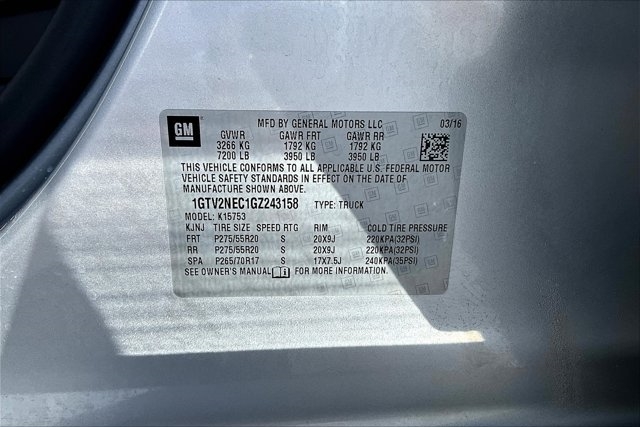 GM
MFD BY GENERAL MOTORS LLC 03/16
GVWR GAWR FRT GAWR RR
3266 KG 1792 KG 1792 KG
7200 LB 3950 LB 3950 LB
THIS VEHICLE CONFORMS TO ALL APPLICABLE U.S. FEDERAL MOTOR
VEHICLE SAFETY STANDARDS IN EFFECT ON THE DATE OF
MANUFACTURE SHOWN ABOVE.
1GTV2NEC1GZ243158 TYPE: TRUCK
MODEL: K15753
KJNJ TIRE SIZE SPEED RTG RIM COLD TIRE PRESSURE
FRT P275/55R20 S 20X9J 220KPA(32PSI)
RR P275/55R20 S 20X9J 220KPA(32PSI)
SPA P265/70R17 S 17X7.5J 240KPA(35PSI)
SEE OWNER'S MANUAL FOR MORE INFORMATION.